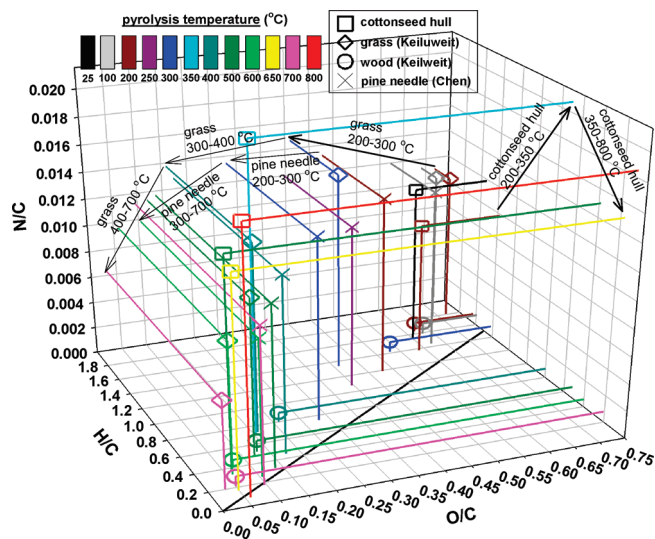 pyrolysis temperature (°C)
25 100 200 250 300 350 400 500 600 650 700 800
cottonseed hull
grass (Keiluweit)
wood (Keilweit)
pine needle (Chen)
N/C
0.020
0.018
0.016
0.014
0.012
0.010
0.008
0.006
0.004
0.002
0.000
grass
300-400 °C
grass
200-300 °C
pine needle
200-300 °C
pine needle
300-700 °C
grass
400-700 °C
cottonseed hull
200-350 °C
cottonseed hull
350-800 °C
H/C
1.8
1.6
1.4
1.2
1.0
0.8
0.6
0.4
0.2
0.0
0.00 0.05 0.10 0.15 0.20 0.25 0.30 0.35 0.40 0.45 0.50 0.55 0.60 0.65 0.70 0.75
O/C